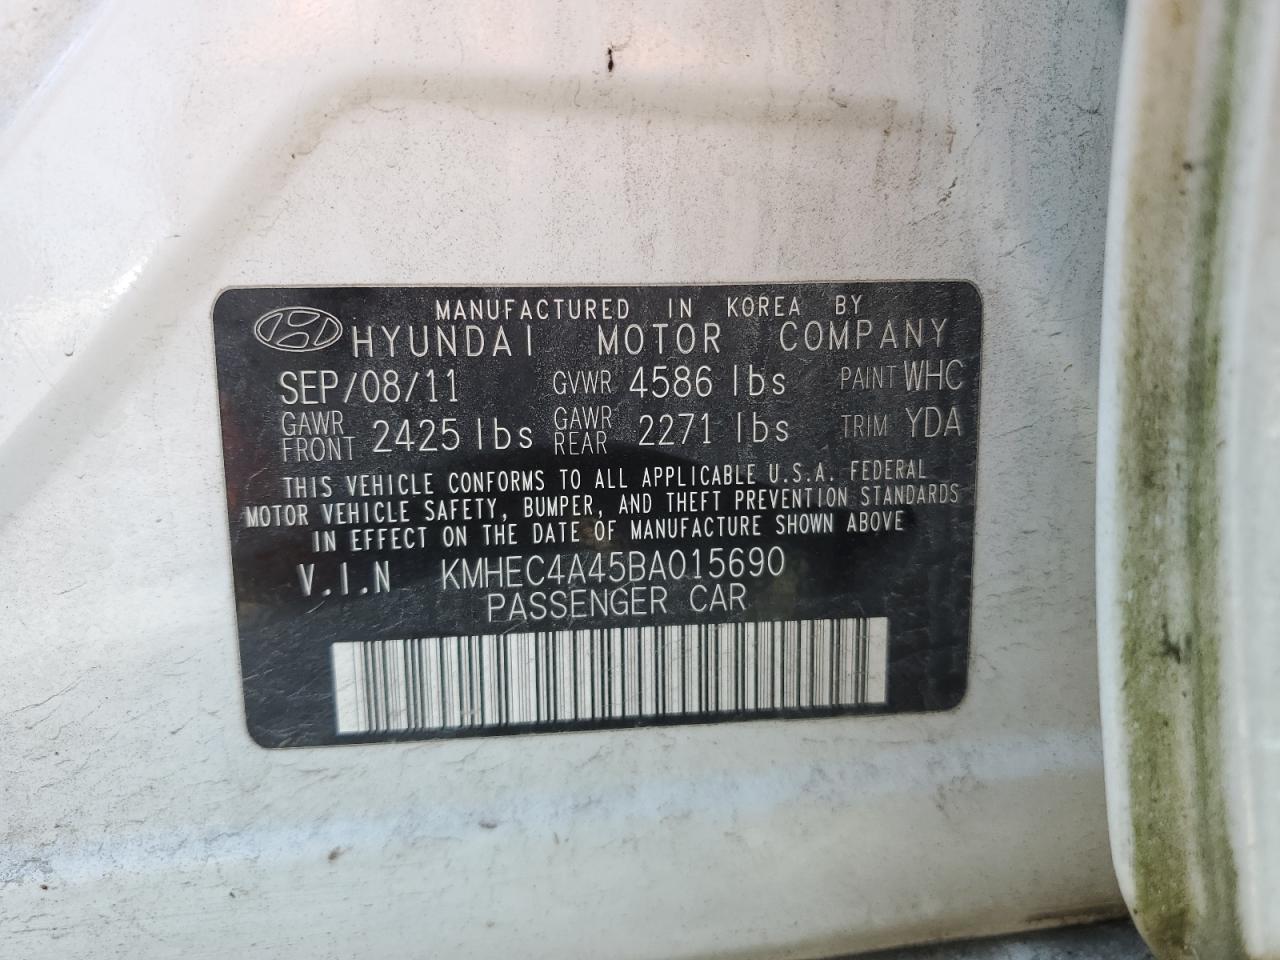 MANUFACTURED IN KOREA BY
HYUNDAI MOTOR COMPANY
SEP/08/11 GVWR 4586 lbs PAINT WHC
GAWR FRONT 2425 lbs GAWR REAR 2271 lbs TRIM YDA
THIS VEHICLE CONFORMS TO ALL APPLICABLE U.S.A. FEDERAL
MOTOR VEHICLE SAFETY, BUMPER, AND THEFT PREVENTION STANDARDS
IN EFFECT ON THE DATE OF MANUFACTURE SHOWN ABOVE
V.I.N KMHEC4A45BA015690
PASSENGER CAR